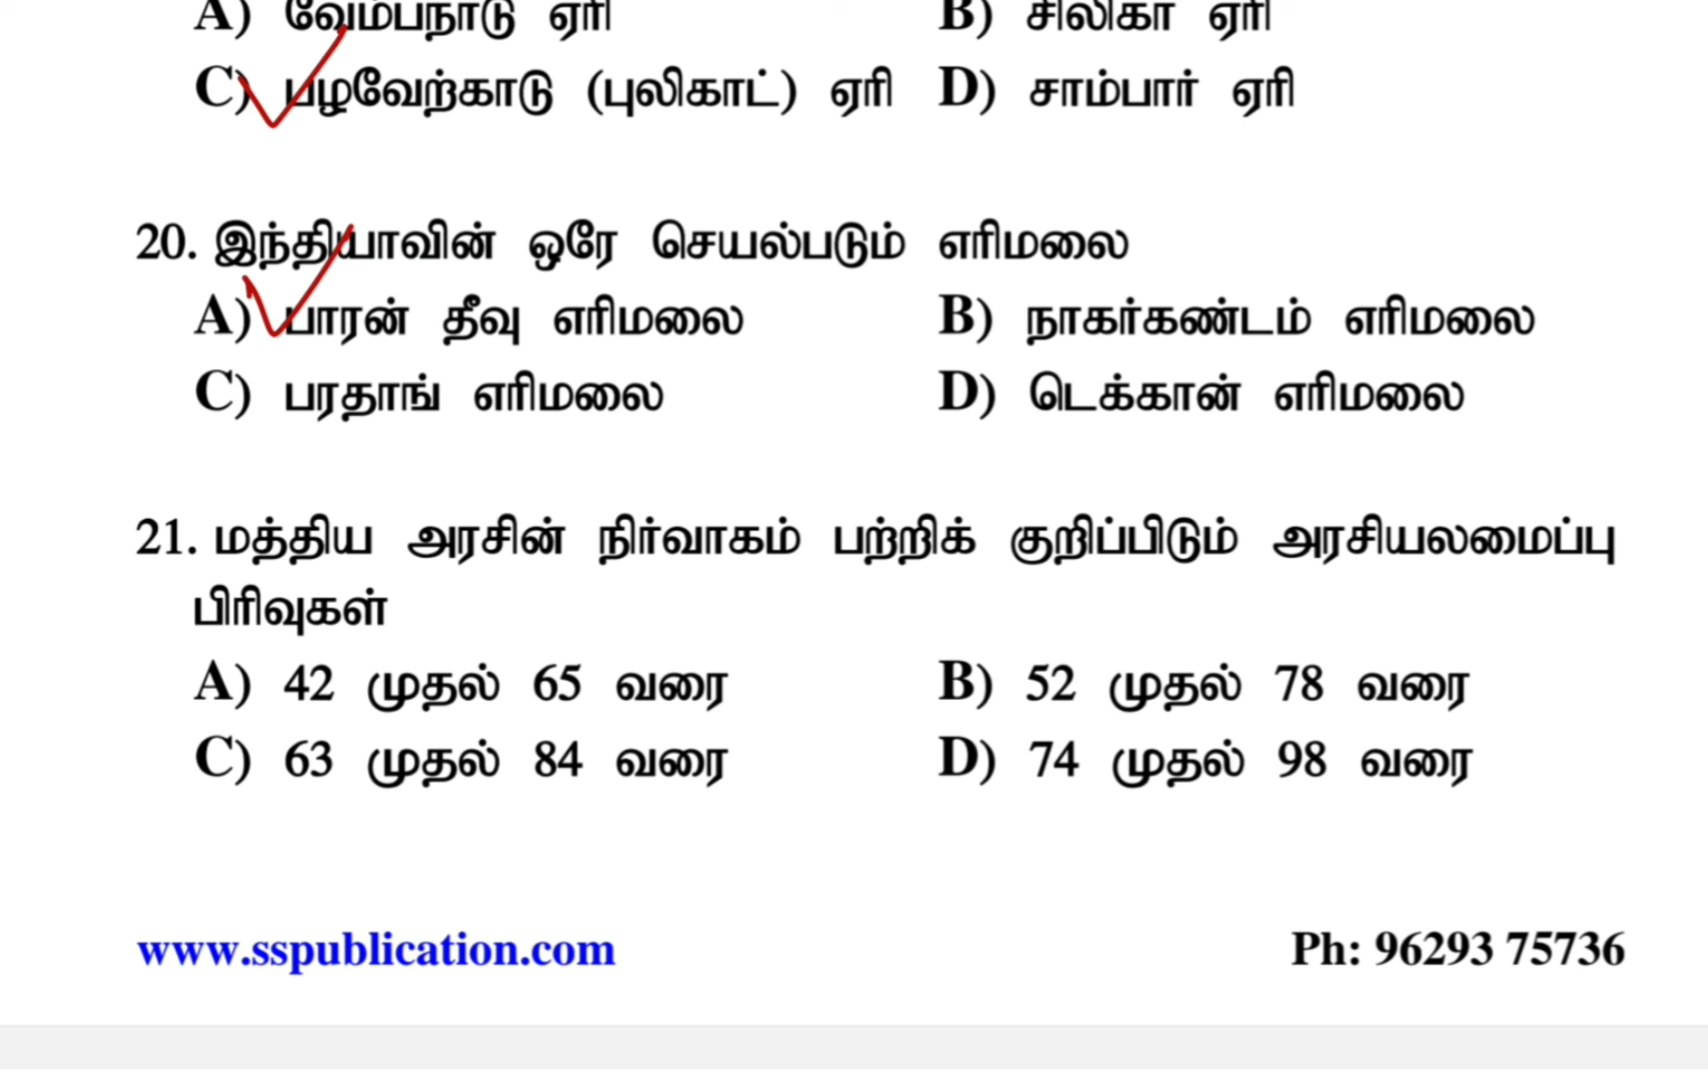 A) வேம்பநாடு ஏரி B) சிலிகா ஏரி
C) பழவேற்காடு (புலிகாட்) ஏரி D) சாம்பார் ஏரி
20. இந்தியாவின் ஒரே செயல்படும் எரிமலை
A) பாரன் தீவு எரிமலை B) நாகர்கண்டம் எரிமலை
C) பரதாங் எரிமலை D) டெக்கான் எரிமலை
21. மத்திய அரசின் நிர்வாகம் பற்றிக் குறிப்பிடும் அரசியலமைப்பு
பிரிவுகள்
A) 42 முதல் 65 வரை B) 52 முதல் 78 வரை
C) 63 முதல் 84 வரை D) 74 முதல் 98 வரை
www.sspublication.com Ph: 96293 75736